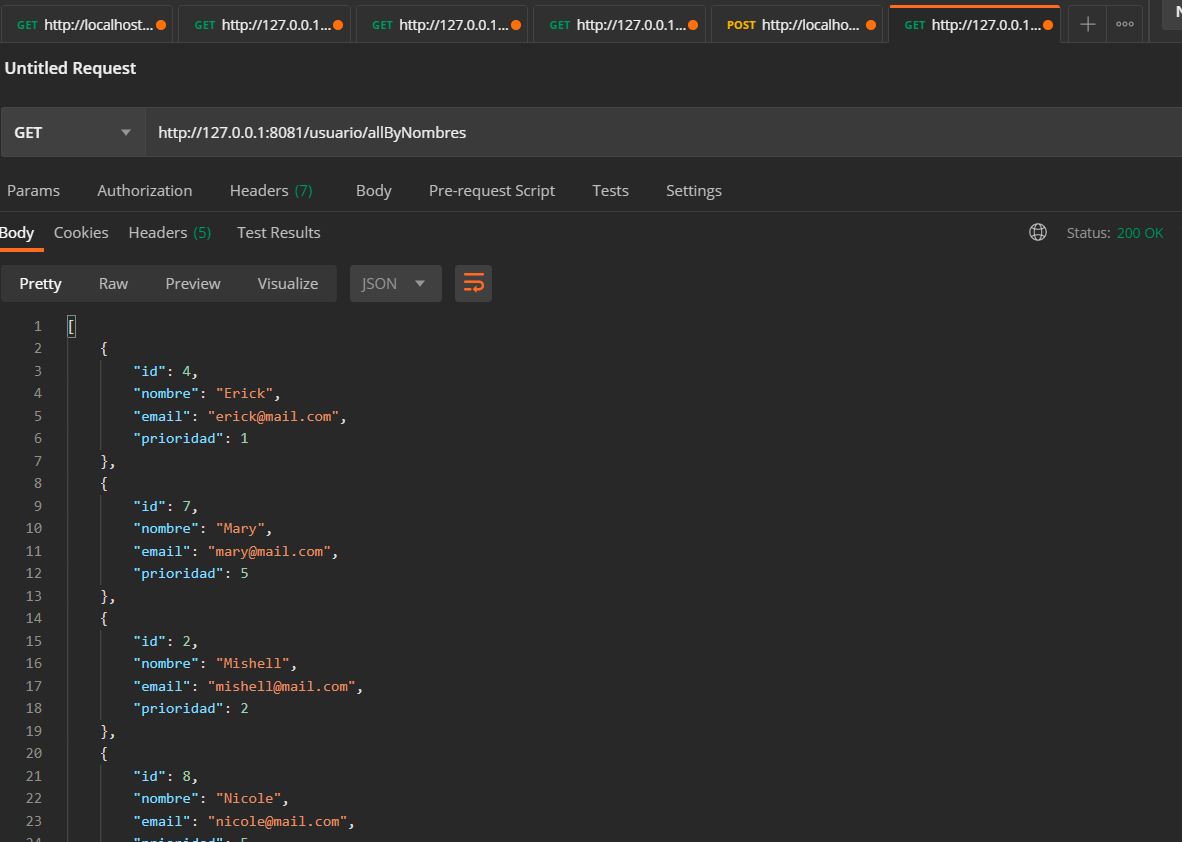 GET http://localhost... GET http://127.0.0.1... GET http://127.0.0.1... GET http://127.0.0.1... POST http://localho... GET http://127.0.0.1... + ooo N
Untitled Request
GET http://127.0.0.1:8081/usuario/allByNombres
Params Authorization Headers (7) Body Pre-request Script Tests Settings
Body Cookies Headers (5) Test Results Status: 200 OK
Pretty Raw Preview Visualize JSON
1 [
2 {
3 "id": 4,
4 "nombre": "Erick",
5 "email": "erick@mail.com",
6 "prioridad": 1
7 },
8 {
9 "id": 7,
10 "nombre": "Mary",
11 "email": "mary@mail.com",
12 "prioridad": 5
13 },
14 {
15 "id": 2,
16 "nombre": "Mishell",
17 "email": "mishell@mail.com",
18 "prioridad": 2
19 },
20 {
21 "id": 8,
22 "nombre": "Nicole",
23 "email": "nicole@mail.com",
24 "prioridad": 5